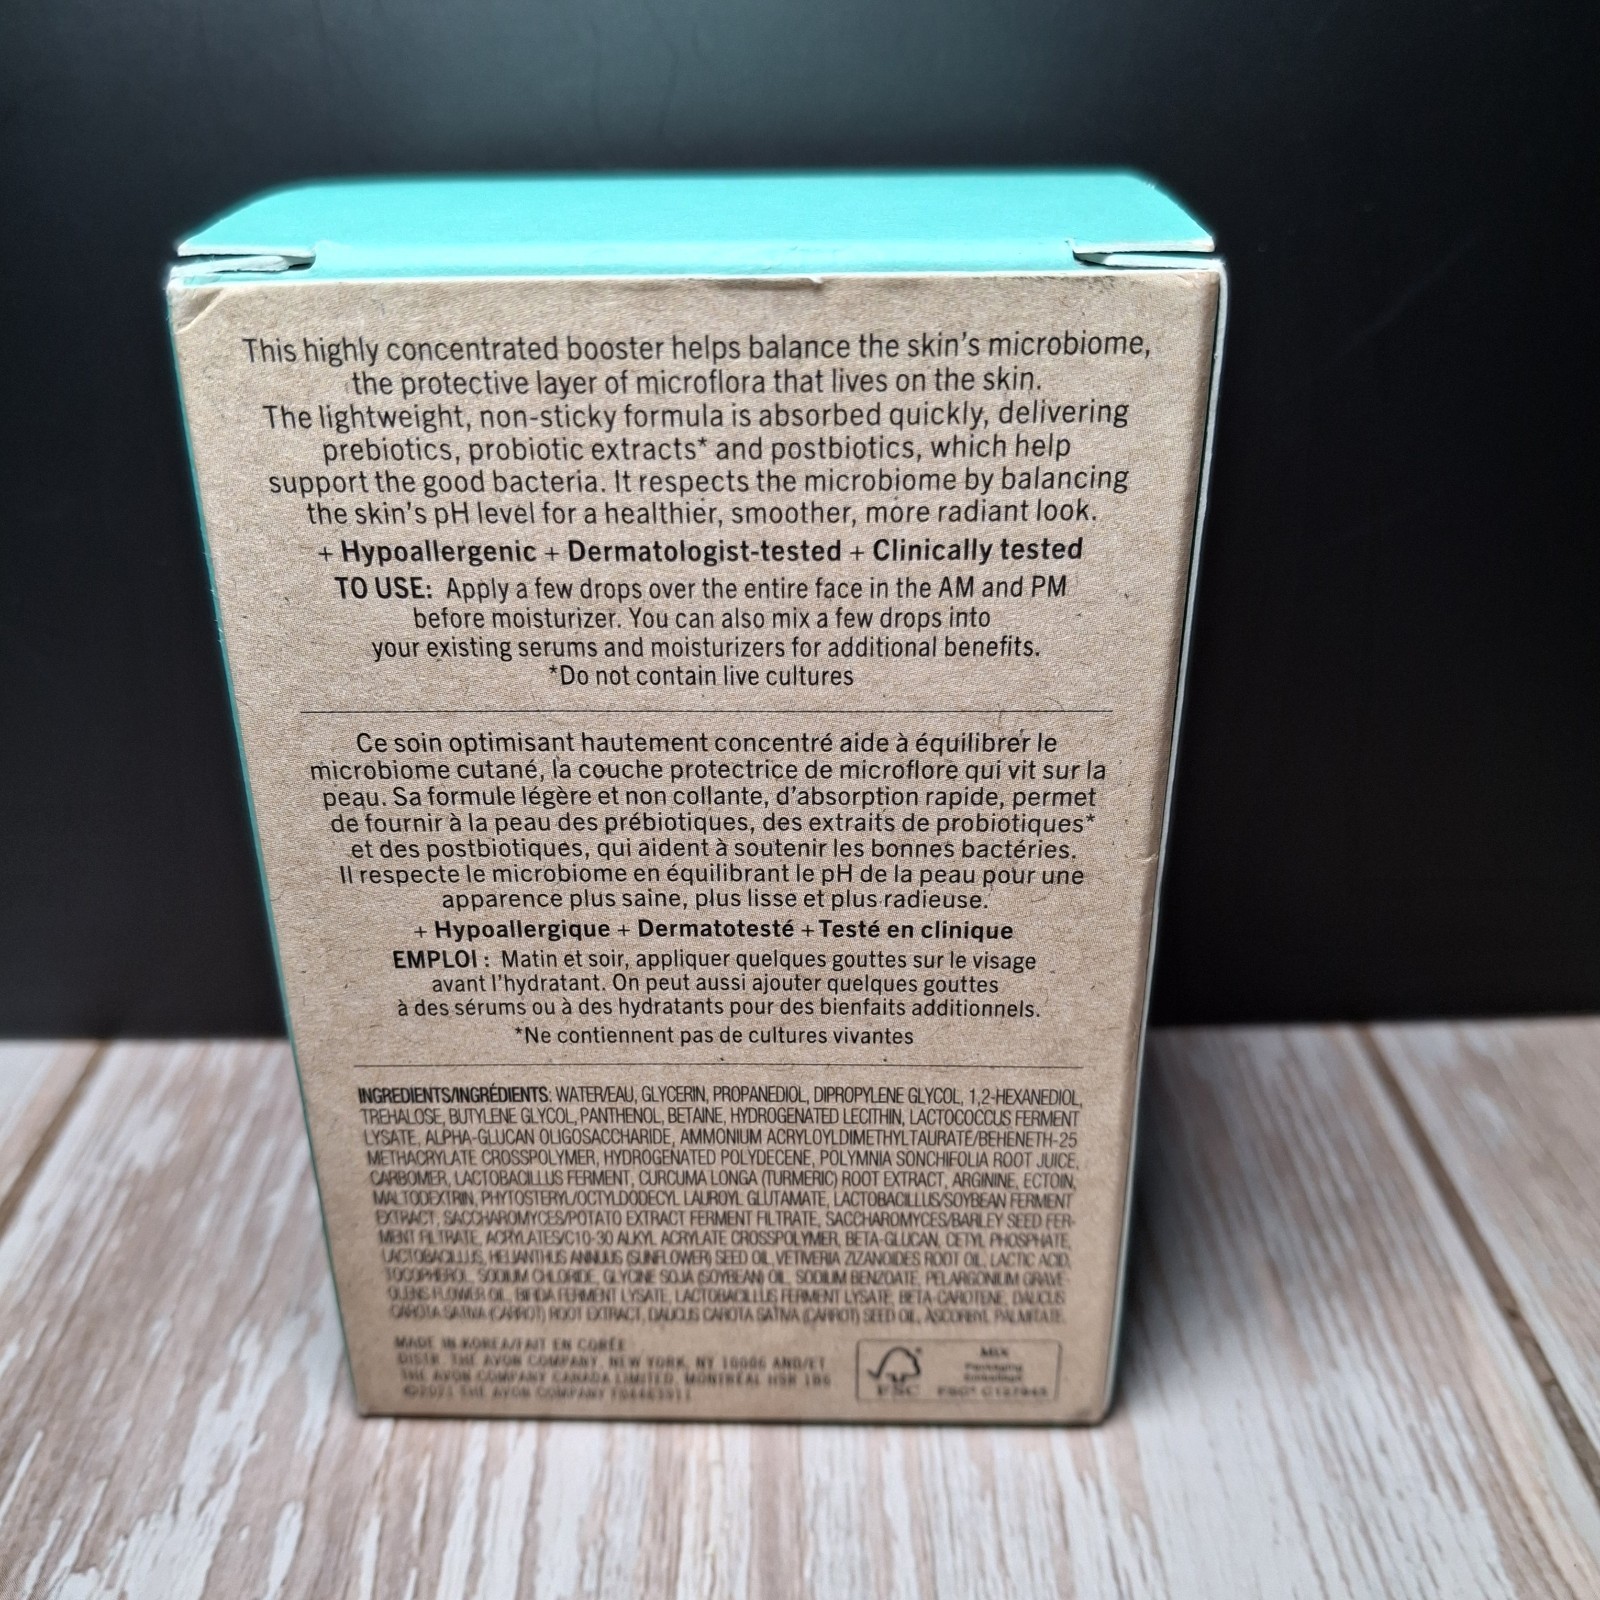 This highly concentrated booster helps balance the skin's microbiome,
the protective layer of microflora that lives on the skin.
The lightweight, non-sticky formula is absorbed quickly, delivering
prebiotics, probiotic extracts* and postbiotics, which help
support the good bacteria. It respects the microbiome by balancing
the skin's pH level for a healthier, smoother, more radiant look.
+ Hypoallergenic + Dermatologist-tested + Clinically tested
TO USE: Apply a few drops over the entire face in the AM and PM
before moisturizer. You can also mix a few drops into
your existing serums and moisturizers for additional benefits.
*Do not contain live cultures
Ce soin optimisant hautement concentré aide à équilibrer le
microbiome cutané, la couche protectrice de microflore qui vit sur la
peau. Sa formule légère et non collante, d'absorption rapide, permet
de fournir à la peau des prébiotiques, des extraits de probiotiques*
et des postbiotiques, qui aident à soutenir les bonnes bactéries.
Il respecte le microbiome en équilibrant le pH de la peau pour une
apparence plus saine, plus lisse et plus radieuse.
+ Hypoallergique + Dermatotesté + Testé en clinique
EMPLOI : Matin et soir, appliquer quelques gouttes sur le visage
avant l'hydratant. On peut aussi ajouter quelques gouttes
à des sérums ou à des hydratants pour des bienfaits additionnels.
*Ne contiennent pas de cultures vivantes
INGREDIENTS/INGRÉDIENTS: WATER/EAU, GLYCERIN, PROPANEDIOL, DIPROPYLENE GLYCOL, 1,2-HEXANEDIOL,
TREHALOSE, BUTYLENE GLYCOL, PANTHENOL, BETAINE, HYDROGENATED LECITHIN, LACTOCOCCUS FERMENT
LYSATE, ALPHA-GLUCAN OLIGOSACCHARIDE, AMMONIUM ACRYLOYLDIMETHYLTAURATE/BEHENETH-25
METHACRYLATE CROSSPOLYMER, HYDROGENATED POLYDECENE, POLYMNIA SONCHIFOLIA ROOT JUICE,
CARBOMER, LACTOBACILLUS FERMENT, CURCUMA LONGA (TURMERIC) ROOT EXTRACT, ARGININE, ECTOIN,
MALTODEXTRIN, PHYTOSTERYL/OCTYLDODECYL LAUROYL GLUTAMATE, LACTOBACILLUS/SOYBEAN FERMENT
EXTRACT, SACCHAROMYCES/POTATO EXTRACT FERMENT FILTRATE, SACCHAROMYCES/BARLEY SEED FER-
MENT FILTRATE, ACRYLATES/C10-30 ALKYL ACRYLATE CROSSPOLYMER, BETA-GLUCAN, CETYL PHOSPHATE,
LACTOBACILLUS, HELIANTHUS ANNUUS (SUNFLOWER) SEED OIL, VETIVERIA ZIZANOIDES ROOT OIL, LACTIC ACID,
TOCOPHEROL, SODIUM CHLORIDE, GLYCINE SOJA (SOYBEAN) OIL, SODIUM BENZOATE, PELARGONIUM GRAVE-
OLENS FLOWER OIL, BIFIDA FERMENT LYSATE, LACTOBACILLUS FERMENT LYSATE, BETA-CAROTENE, DAUCUS
CAROTA SATIVA (CARROT) ROOT EXTRACT, DAUCUS CAROTA SATIVA (CARROT) SEED OIL, ASCORBYL PALMITATE.
MADE IN KOREA/FAIT EN CORÉE
DISTR. THE AVON COMPANY, NEW YORK, NY 10006 AND/ET
THE AVON COMPANY CANADA LIMITED, MONTRÉAL H9R 1B6
©2021 THE AVON COMPANY
FSC
MIX
Packaging
Emballage